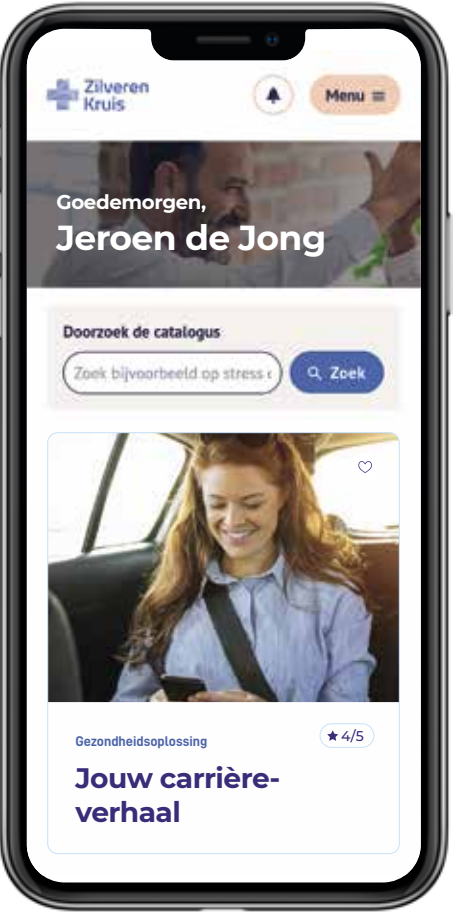 Zilveren
Kruis
Menu
Goedemorgen,
Jeroen de Jong
Doorzoek de catalogus
Zoek bijvoorbeeld op stress
Zoek
Gezondheidsoplossing
4/5
Jouw carrière-
verhaal